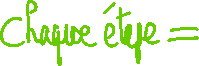 Chaque étape =